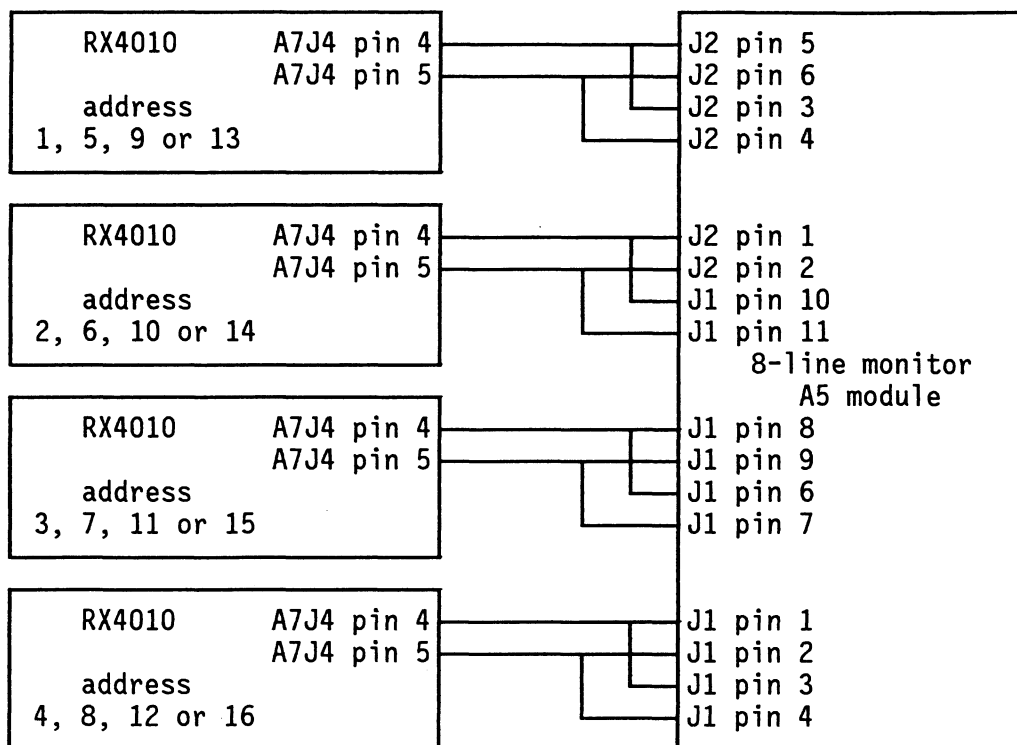 RX4010 A7J4 pin 4 J2 pin 5
A7J4 pin 5 J2 pin 6
address J2 pin 3
1, 5, 9 or 13 J2 pin 4
RX4010 A7J4 pin 4 J2 pin 1
A7J4 pin 5 J2 pin 2
address J1 pin 10
2, 6, 10 or 14 J1 pin 11
8-line monitor
A5 module
RX4010 A7J4 pin 4 J1 pin 8
A7J4 pin 5 J1 pin 9
address J1 pin 6
3, 7, 11 or 15 J1 pin 7
RX4010 A7J4 pin 4 J1 pin 1
A7J4 pin 5 J1 pin 2
address J1 pin 3
4, 8, 12 or 16 J1 pin 4